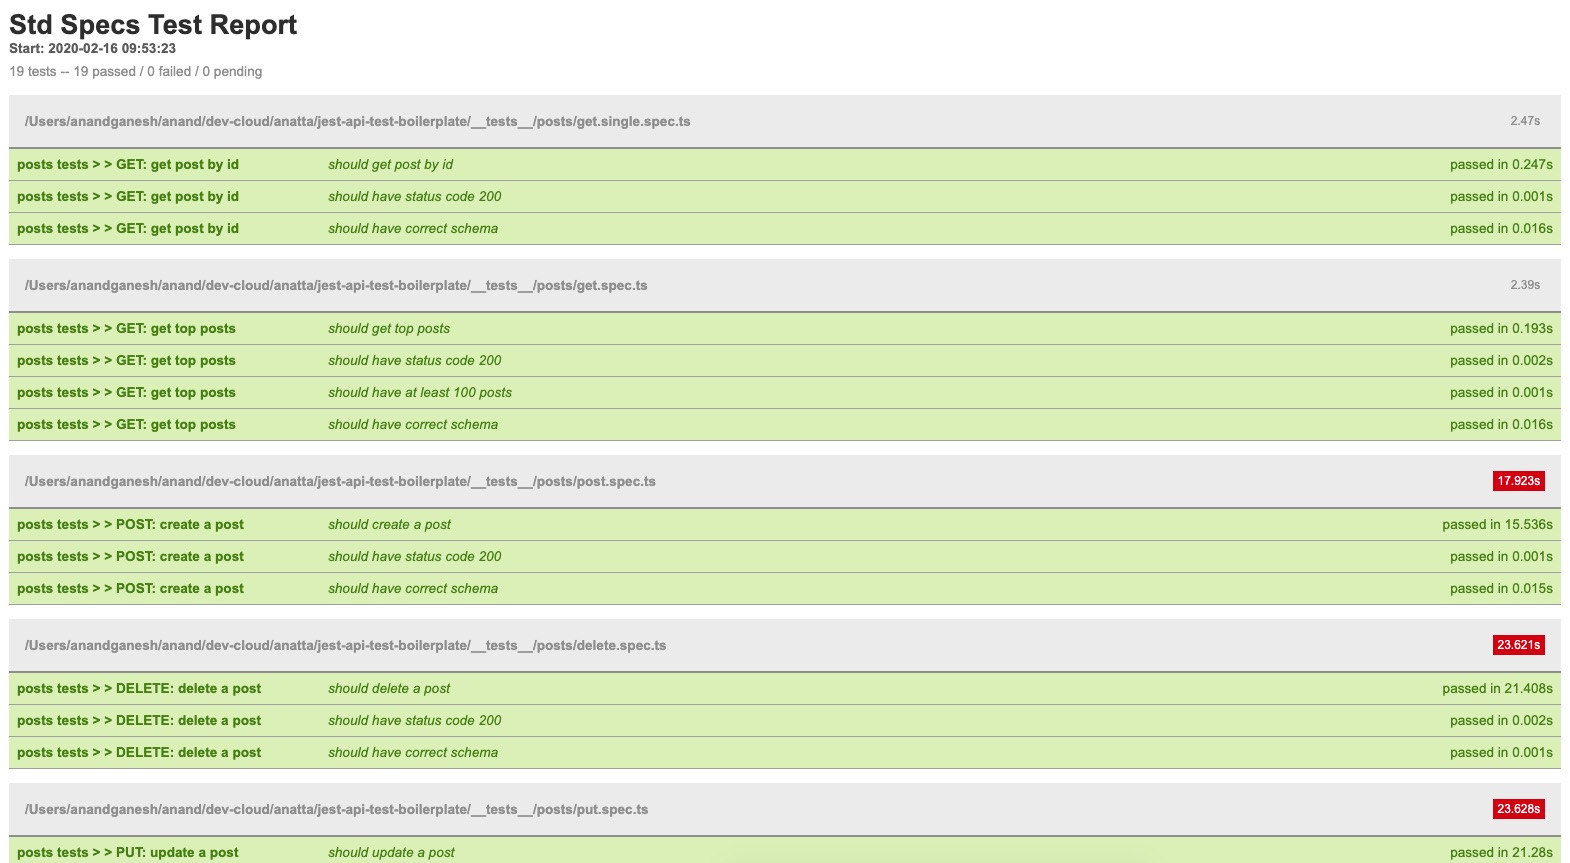 Std Specs Test Report
Start: 2020-02-16 09:53:23
19 tests -- 19 passed / 0 failed / 0 pending
/Users/anandganesh/anand/dev-cloud/anatta/jest-api-test-boilerplate/__tests__/posts/get.single.spec.ts 2.47s
posts tests > > GET: get post by id should get post by id passed in 0.247s
posts tests > > GET: get post by id should have status code 200 passed in 0.001s
posts tests > > GET: get post by id should have correct schema passed in 0.016s
/Users/anandganesh/anand/dev-cloud/anatta/jest-api-test-boilerplate/__tests__/posts/get.spec.ts 2.39s
posts tests > > GET: get top posts should get top posts passed in 0.193s
posts tests > > GET: get top posts should have status code 200 passed in 0.002s
posts tests > > GET: get top posts should have at least 100 posts passed in 0.001s
posts tests > > GET: get top posts should have correct schema passed in 0.016s
/Users/anandganesh/anand/dev-cloud/anatta/jest-api-test-boilerplate/__tests__/posts/post.spec.ts 17.923s
posts tests > > POST: create a post should create a post passed in 15.536s
posts tests > > POST: create a post should have status code 200 passed in 0.001s
posts tests > > POST: create a post should have correct schema passed in 0.015s
/Users/anandganesh/anand/dev-cloud/anatta/jest-api-test-boilerplate/__tests__/posts/delete.spec.ts 23.621s
posts tests > > DELETE: delete a post should delete a post passed in 21.408s
posts tests > > DELETE: delete a post should have status code 200 passed in 0.002s
posts tests > > DELETE: delete a post should have correct schema passed in 0.001s
/Users/anandganesh/anand/dev-cloud/anatta/jest-api-test-boilerplate/__tests__/posts/put.spec.ts 23.628s
posts tests > > PUT: update a post should update a post passed in 21.28s